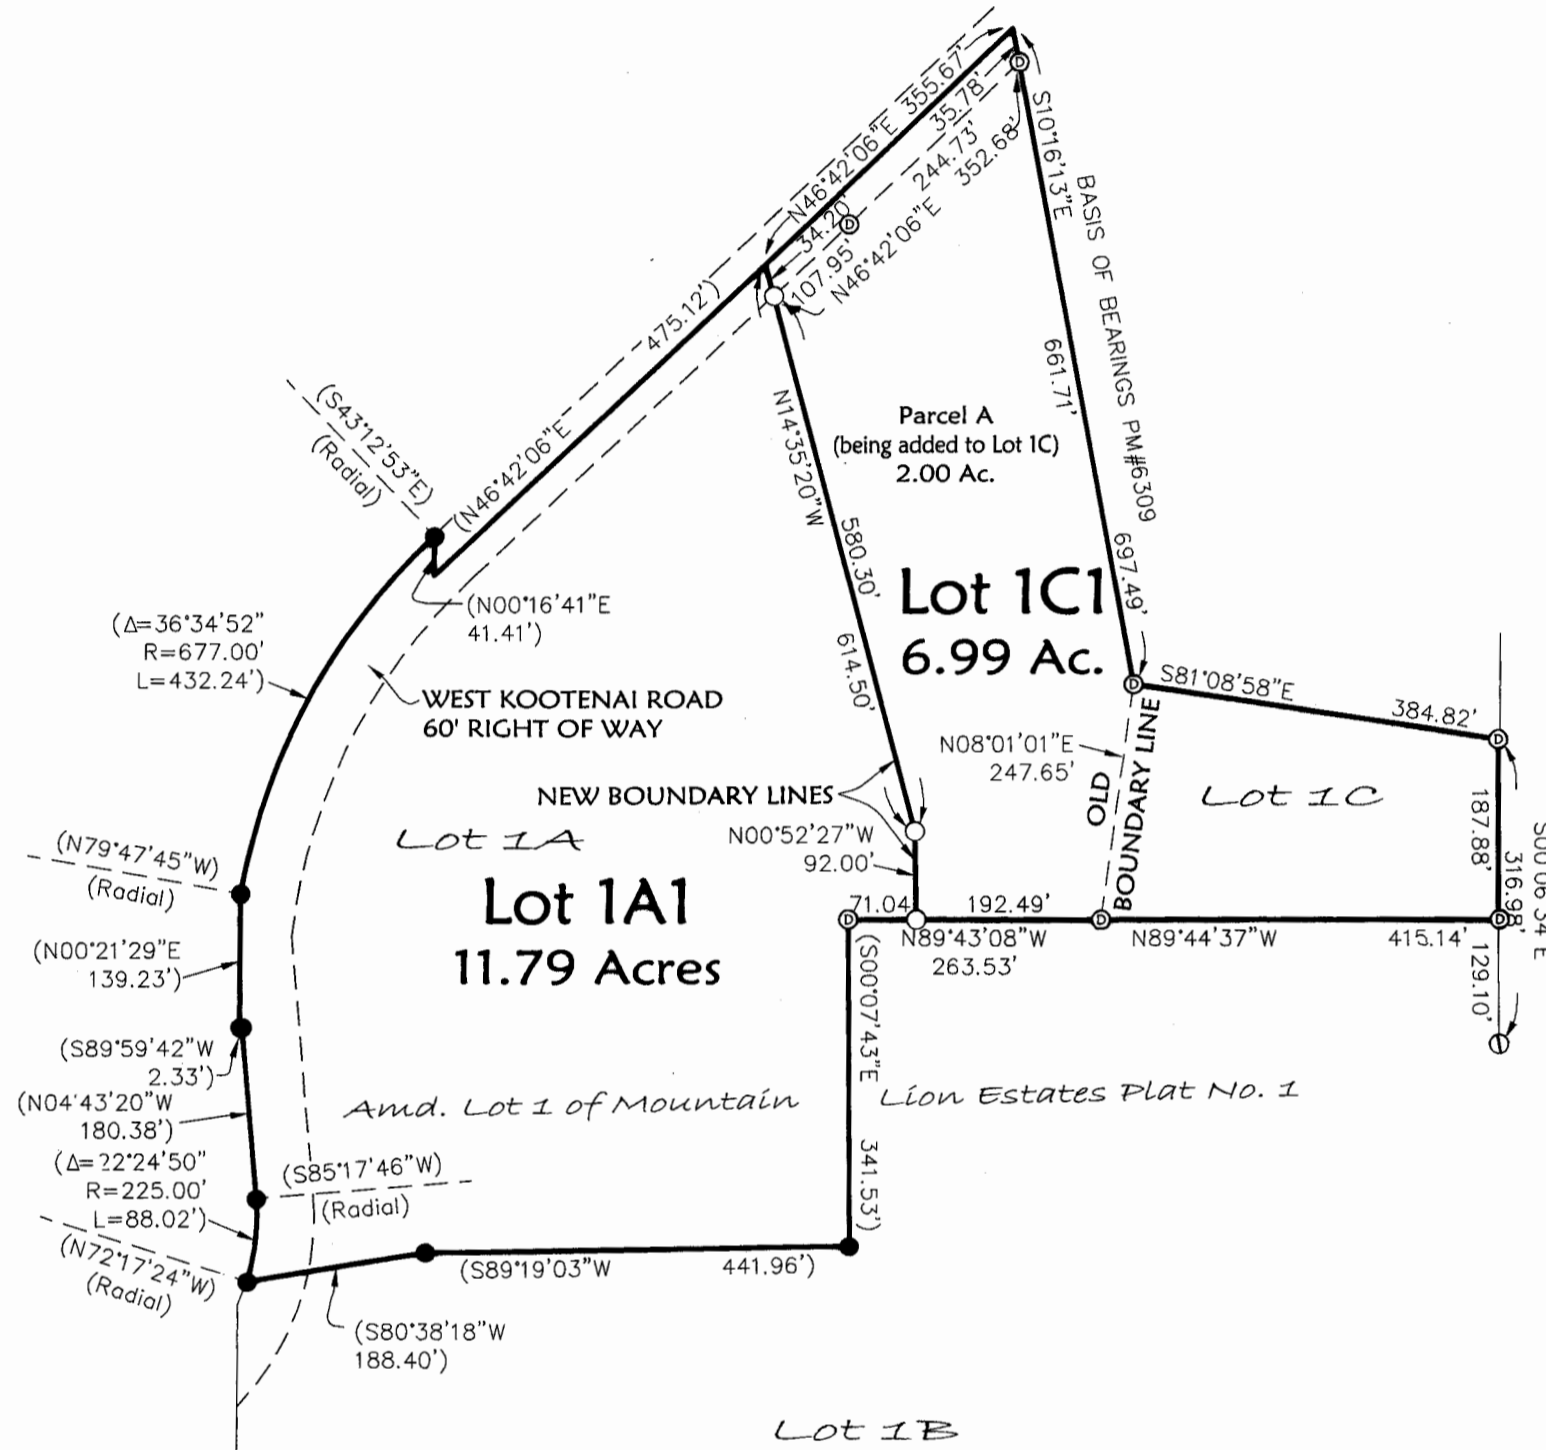 N46°42'06"E 355.67'
35.78'
244.73'
N46°42'06"E 352.68'
34.20'
107.95'
S10°16'13"E
BASIS OF BEARINGS PM#6309
661.71'
697.49'
475.12')
(N46°42'06"E
(S43°12'53"E)
(Radial)
N14°35'20"W
580.30'
614.50'
Parcel A
(being added to Lot 1C)
2.00 Ac.
Lot 1C1
6.99 Ac.
(N00°16'41"E
41.41')
(Δ=36°34'52"
R=677.00'
L=432.24')
WEST KOOTENAI ROAD
60' RIGHT OF WAY
S81°08'58"E
384.82'
N08°01'01"E
247.65'
OLD
BOUNDARY LINE
Lot 1C
187.88'
316.98'
S00°06'34"E
129.10'
NEW BOUNDARY LINES
N00°52'27"W
92.00'
Lot 1A
(N79°47'45"W)
(Radial)
Lot 1A1
11.79 Acres
71.04
192.49'
N89°43'08"W
263.53'
N89°44'37"W
415.14'
(N00°21'29"E
139.23')
(S00°07'43"E
341.53')
(S89°59'42"W
2.33')
(N04°43'20"W
180.38')
Amd. Lot 1 of Mountain Lion Estates Plat No. 1
(Δ=22°24'50"
R=225.00'
L=88.02')
(S85°17'46"W)
(Radial)
(N72°17'24"W)
(Radial)
(S89°19'03"W
441.96')
(S80°38'18"W
188.40')
Lot 1B